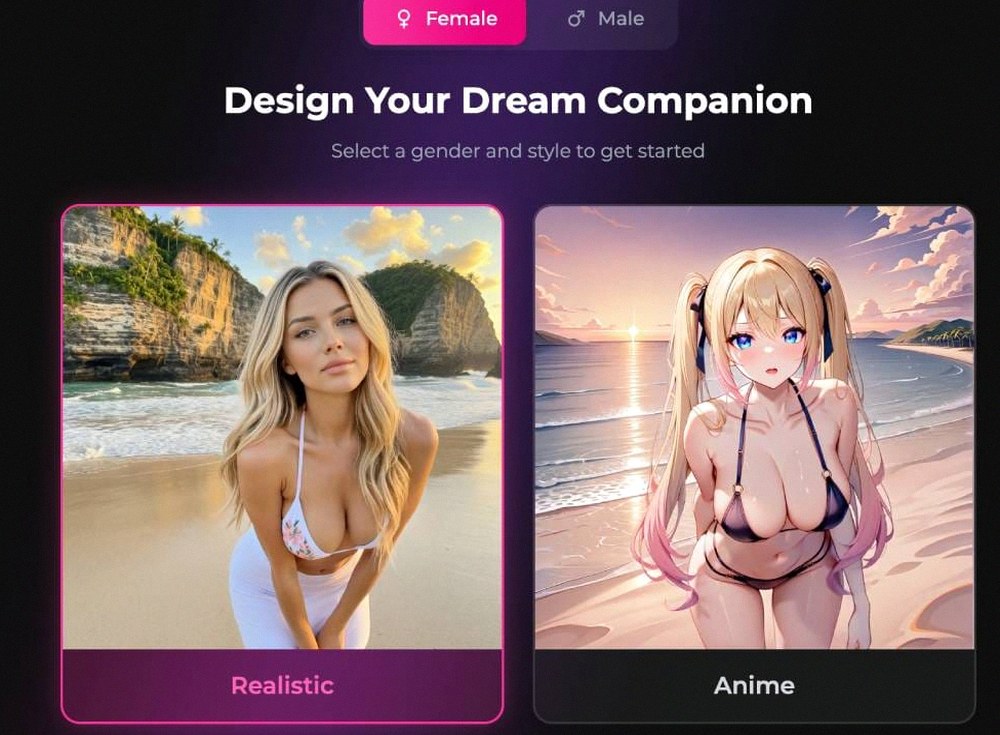 Female
Male
Design Your Dream Companion
Select a gender and style to get started
Realistic
Anime